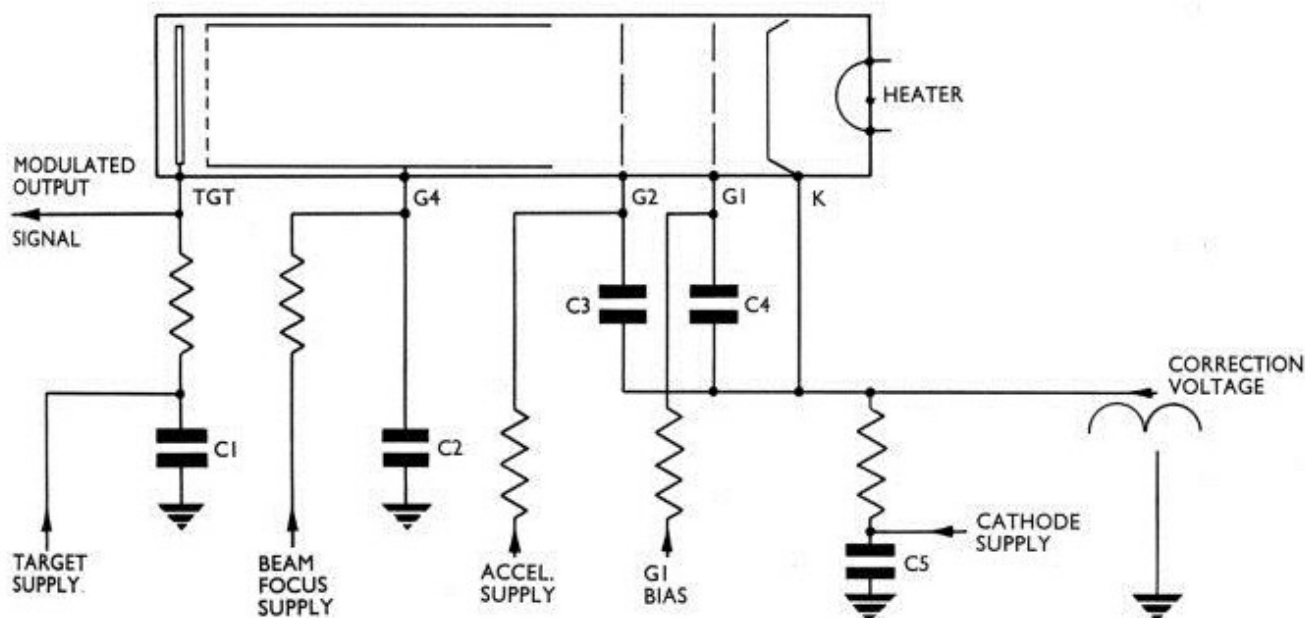 HEATER
MODULATED
OUTPUT
SIGNAL
TGT
G4
G2
G1
K
C3
C4
CORRECTION
VOLTAGE
C1
C2
CATHODE
SUPPLY
C5
TARGET
SUPPLY.
BEAM
FOCUS
SUPPLY
ACCEL.
SUPPLY
G1
BIAS